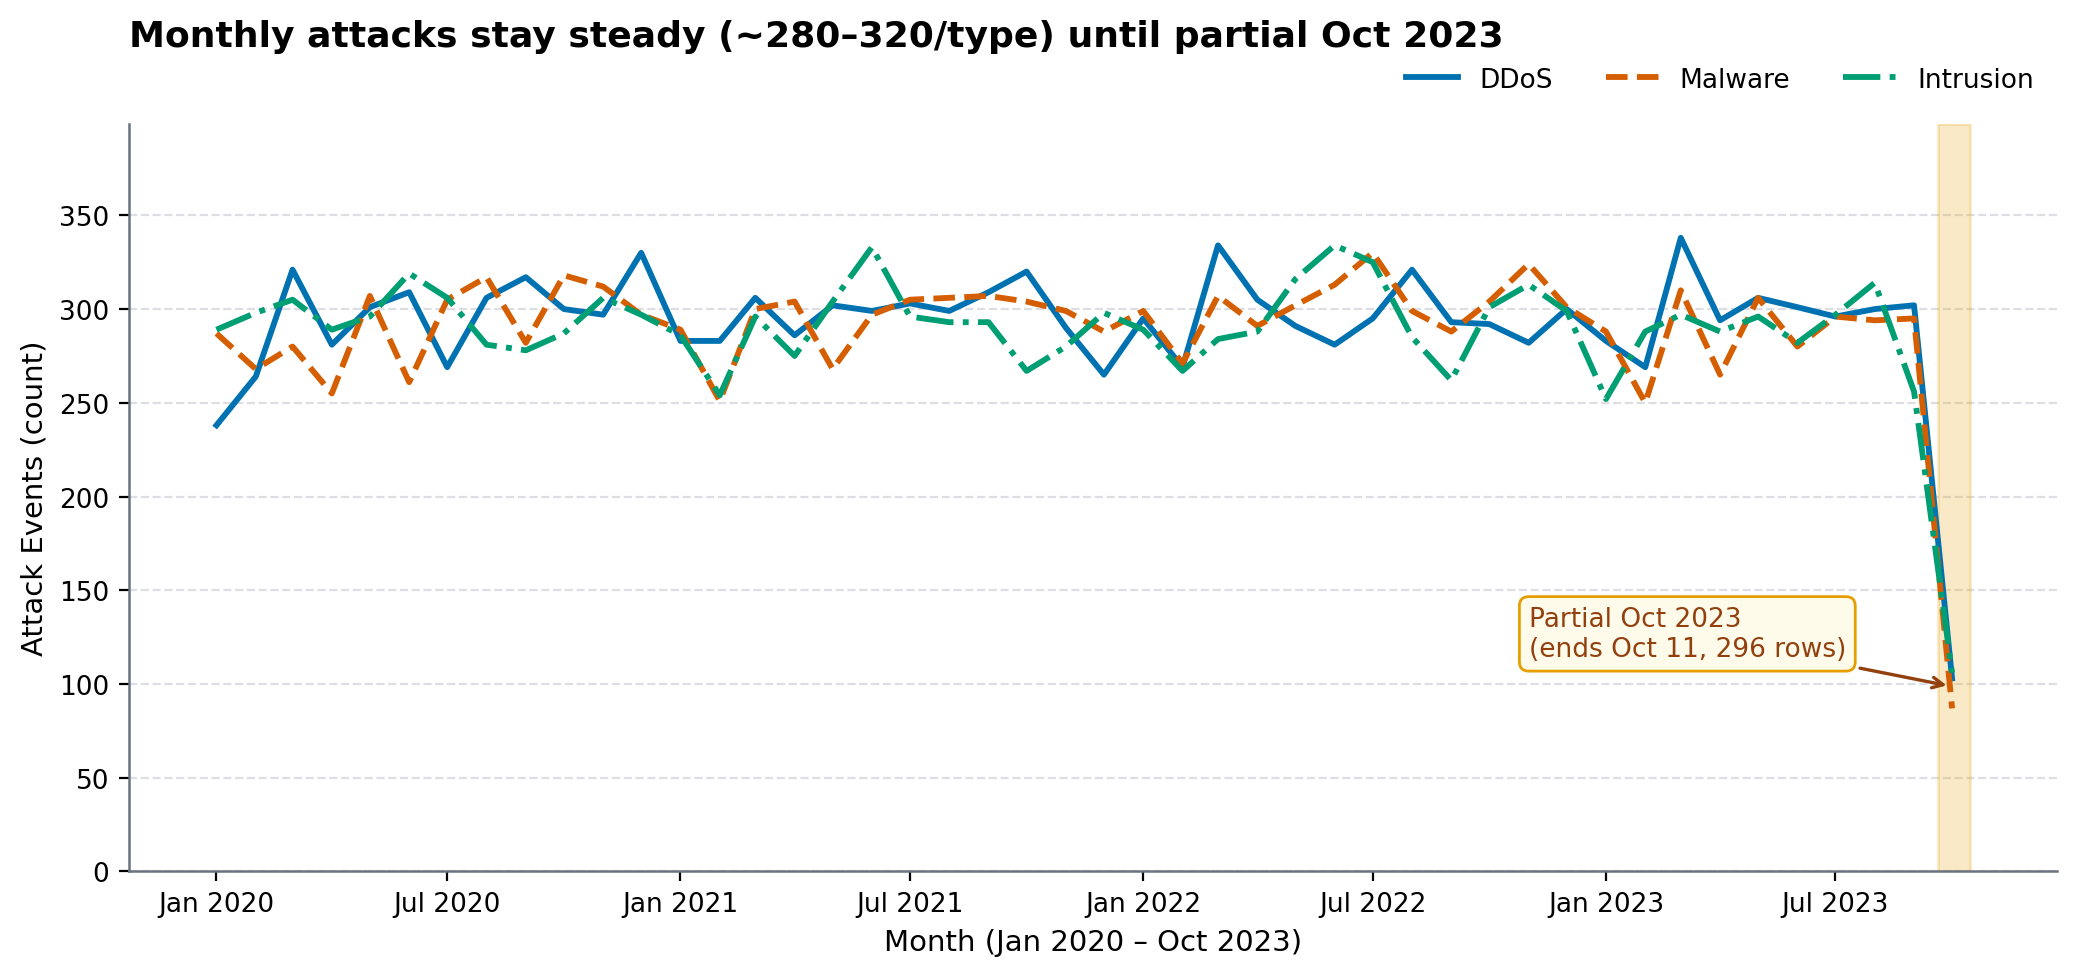 Monthly attacks stay steady (~280–320/type) until partial Oct 2023
DDoS Malware Intrusion
Attack Events (count)
350
300
250
200
150
100
50
0
Partial Oct 2023
(ends Oct 11, 296 rows)
Jan 2020 Jul 2020 Jan 2021 Jul 2021 Jan 2022 Jul 2022 Jan 2023 Jul 2023
Month (Jan 2020 – Oct 2023)